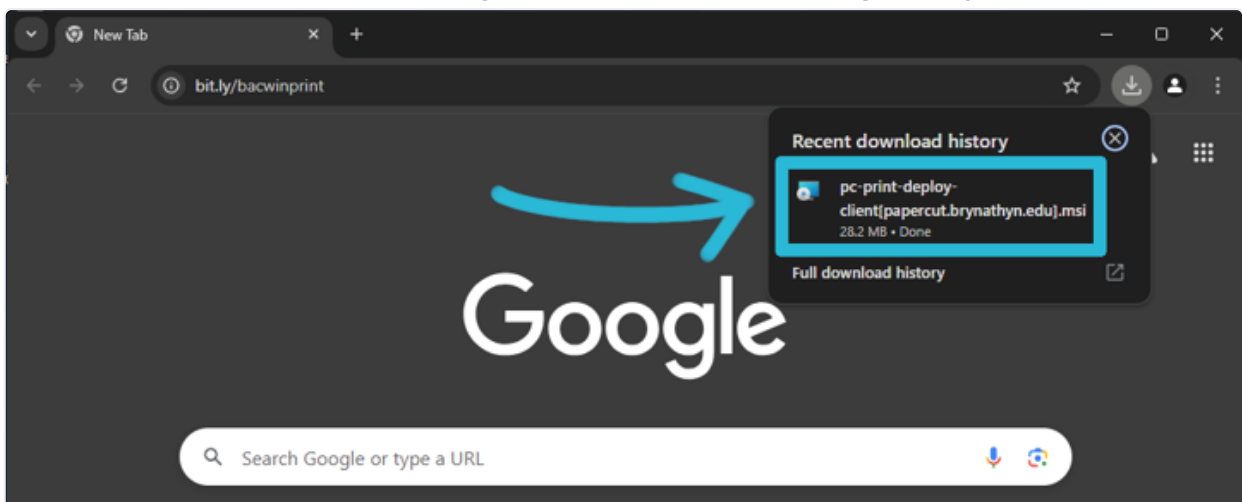 New Tab
bit.ly/bacwinprint
Recent download history
pc-print-deploy-
client[papercut.brynathyn.edu].msi
28.2 MB • Done
Full download history
Google
Search Google or type a URL